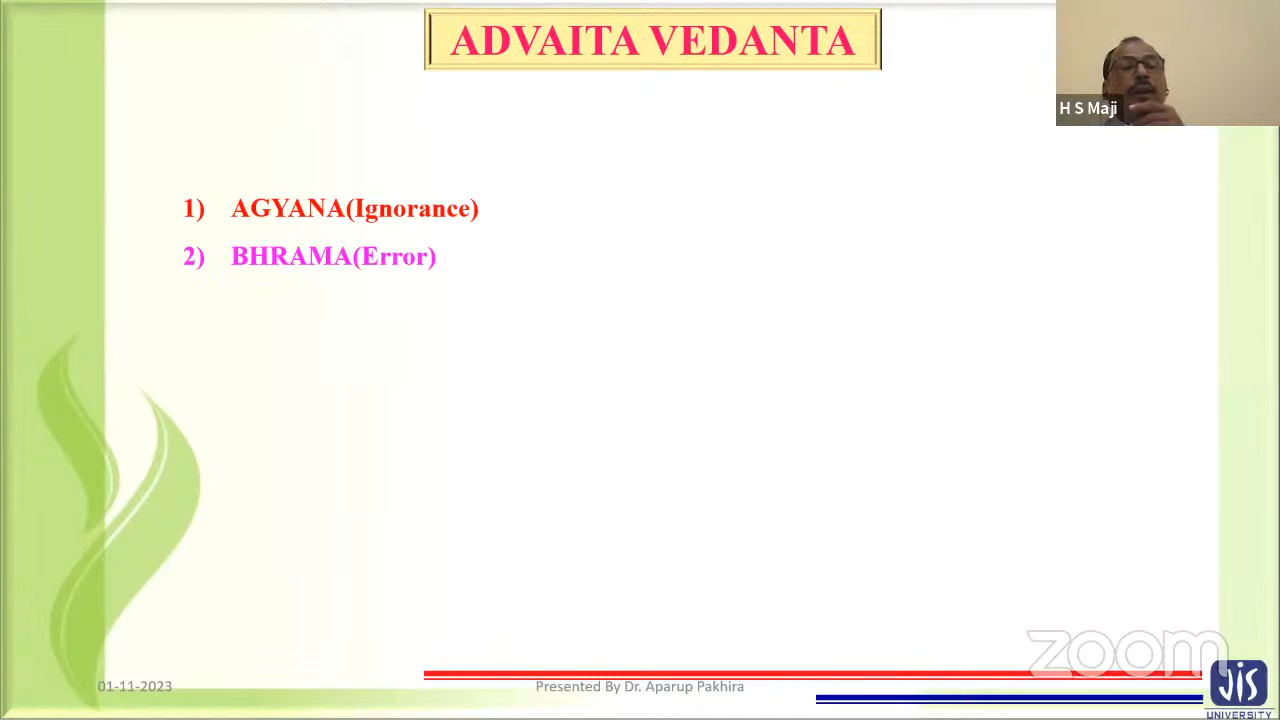 ADVAITA VEDANTA
H S Maji
1) AGYANA(Ignorance)
2) BHRAMA(Error)
zoom
01-11-2023
Presented By Dr. Aparup Pakhira
JIS
UNIVERSITY